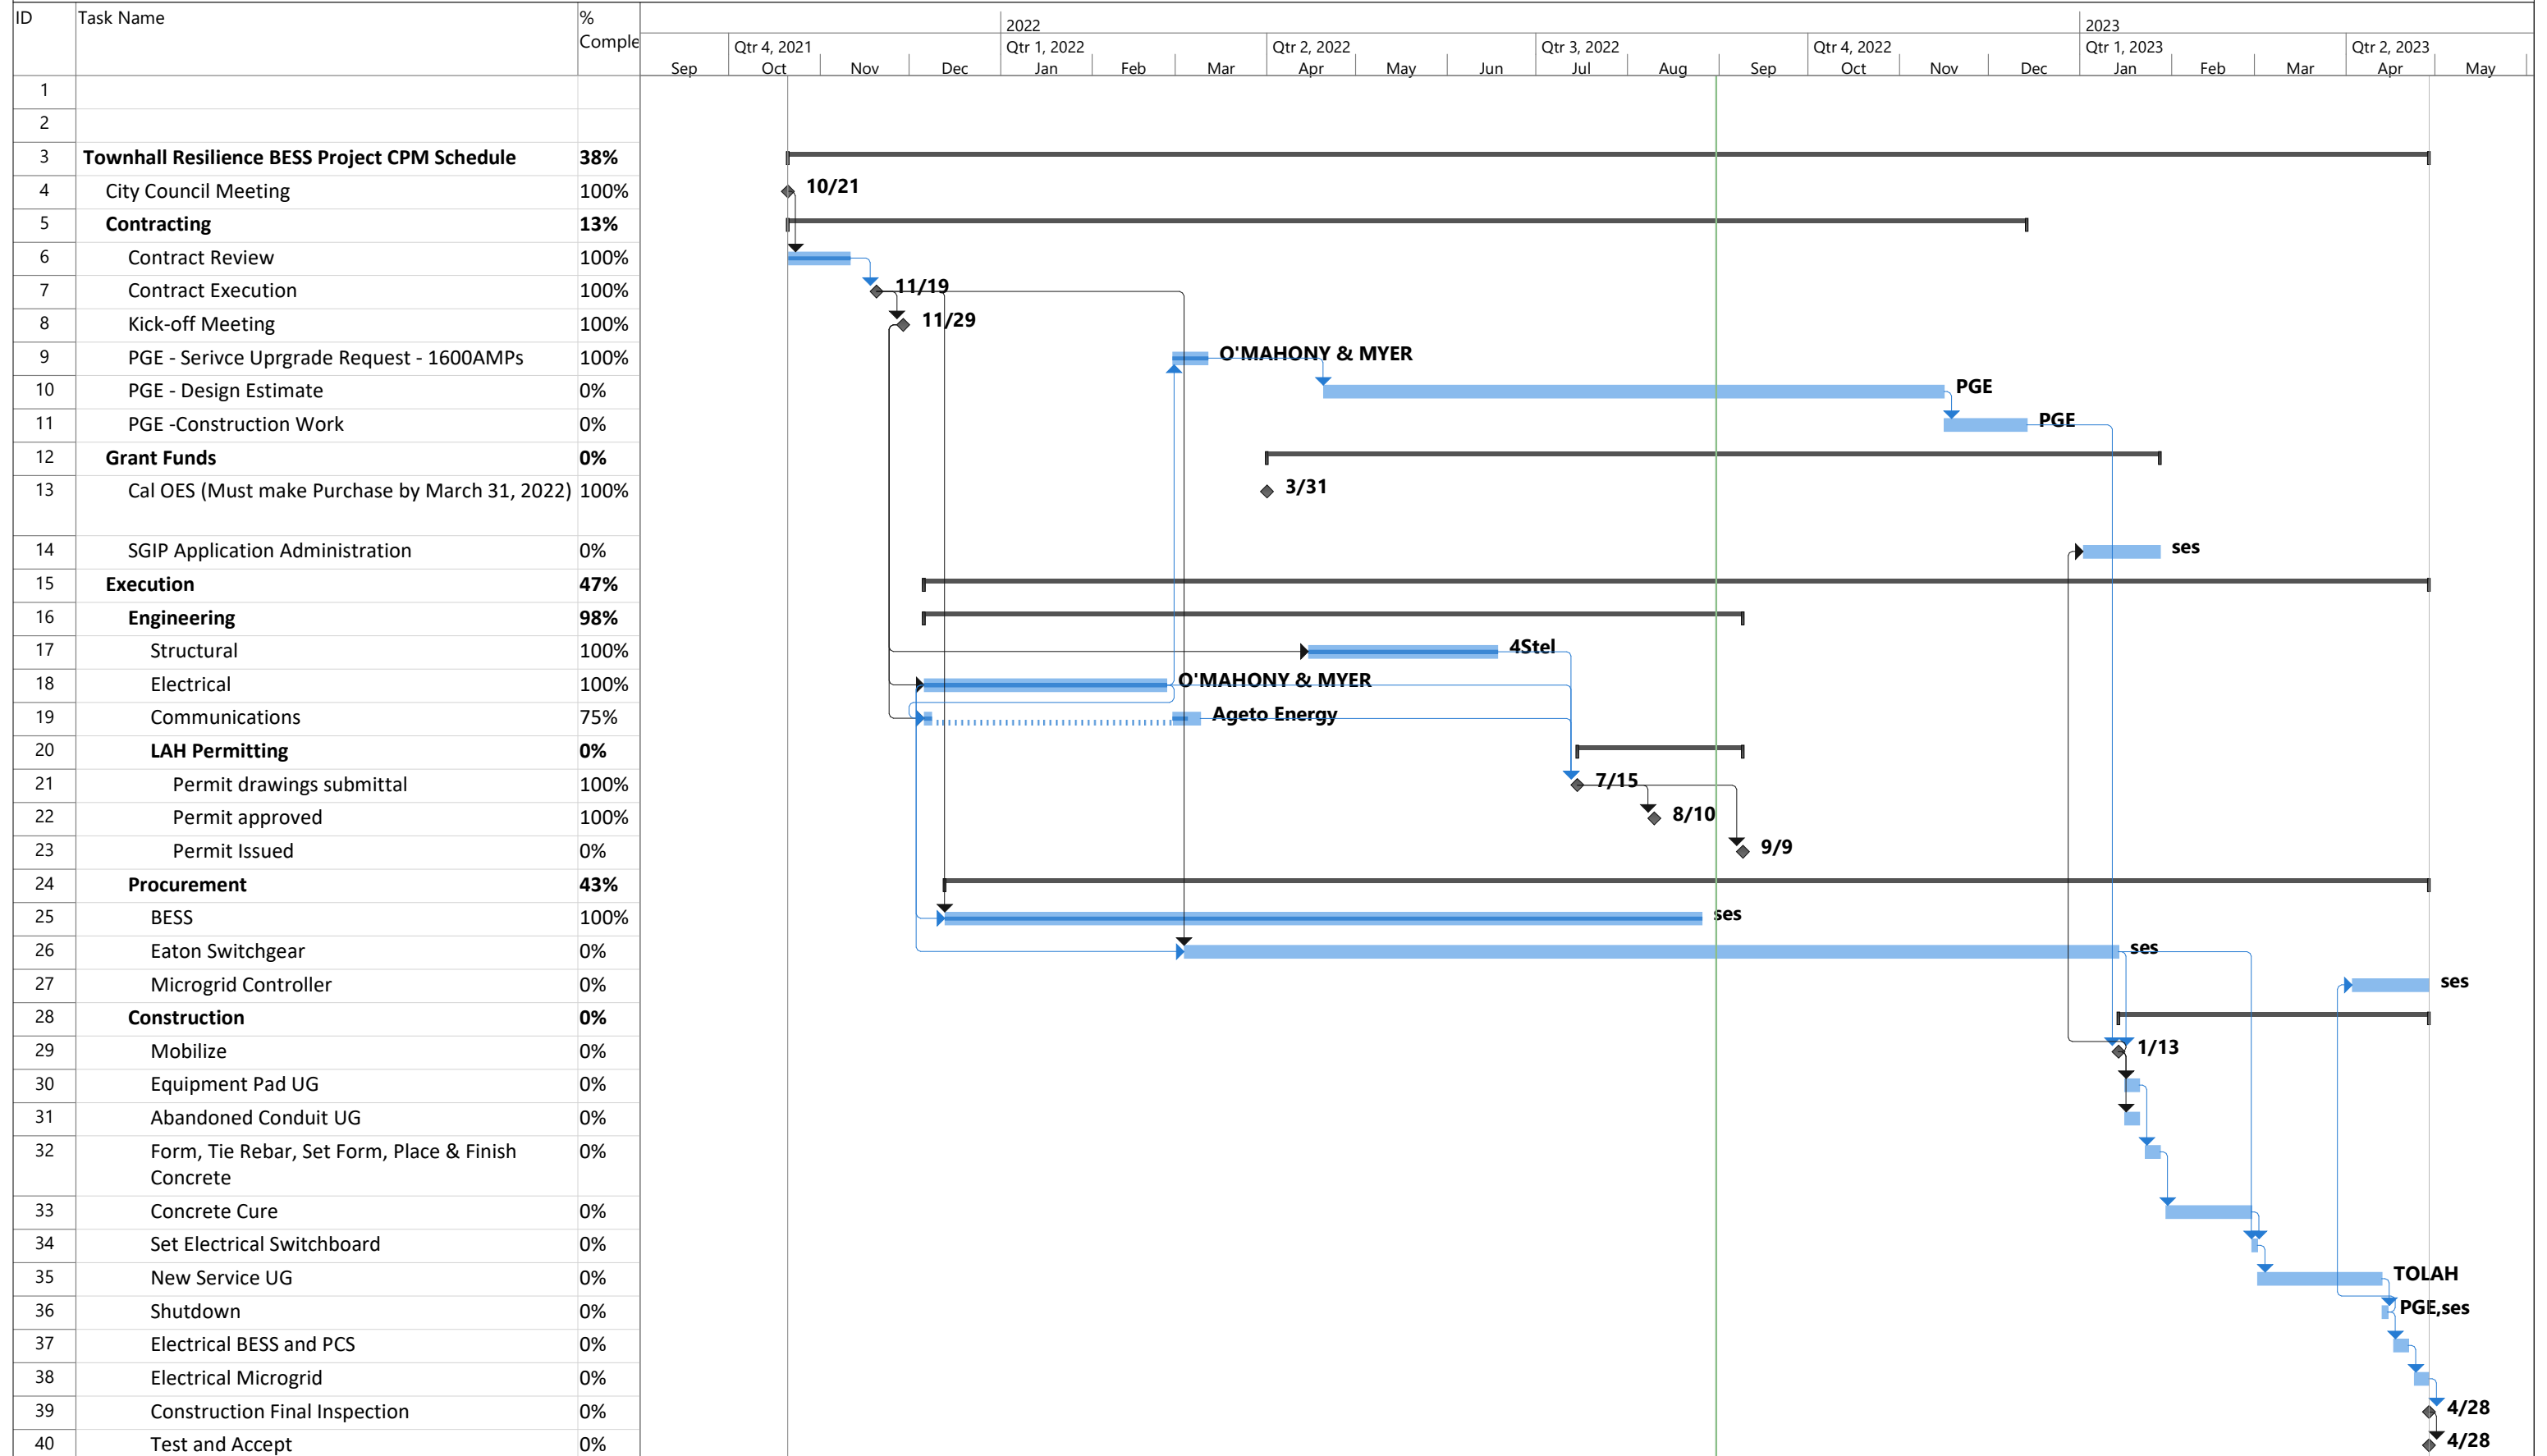 ID Task Name % Comple
2022 2023
Qtr 4, 2021 Qtr 1, 2022 Qtr 2, 2022 Qtr 3, 2022 Qtr 4, 2022 Qtr 1, 2023 Qtr 2, 2023
Sep Oct Nov Dec Jan Feb Mar Apr May Jun Jul Aug Sep Oct Nov Dec Jan Feb Mar Apr May
1
2
3 Townhall Resilience BESS Project CPM Schedule 38%
4 City Council Meeting 100% 10/21
5 Contracting 13%
6 Contract Review 100%
7 Contract Execution 100% 11/19
8 Kick-off Meeting 100% 11/29
9 PGE - Serivce Uprgrade Request - 1600AMPs 100% O'MAHONY & MYER
10 PGE - Design Estimate 0% PGE
11 PGE -Construction Work 0% PGE
12 Grant Funds 0%
13 Cal OES (Must make Purchase by March 31, 2022) 100% 3/31
14 SGIP Application Administration 0% ses
15 Execution 47%
16 Engineering 98%
17 Structural 100% 4Stel
18 Electrical 100% O'MAHONY & MYER
19 Communications 75% Ageto Energy
20 LAH Permitting 0%
21 Permit drawings submittal 100% 7/15
22 Permit approved 100% 8/10
23 Permit Issued 0% 9/9
24 Procurement 43%
25 BESS 100% ses
26 Eaton Switchgear 0% ses
27 Microgrid Controller 0% ses
28 Construction 0%
29 Mobilize 0% 1/13
30 Equipment Pad UG 0%
31 Abandoned Conduit UG 0%
32 Form, Tie Rebar, Set Form, Place & Finish 0%
Concrete
33 Concrete Cure 0%
34 Set Electrical Switchboard 0%
35 New Service UG 0% TOLAH
36 Shutdown 0% PGE,ses
37 Electrical BESS and PCS 0%
38 Electrical Microgrid 0%
39 Construction Final Inspection 0% 4/28
40 Test and Accept 0% 4/28